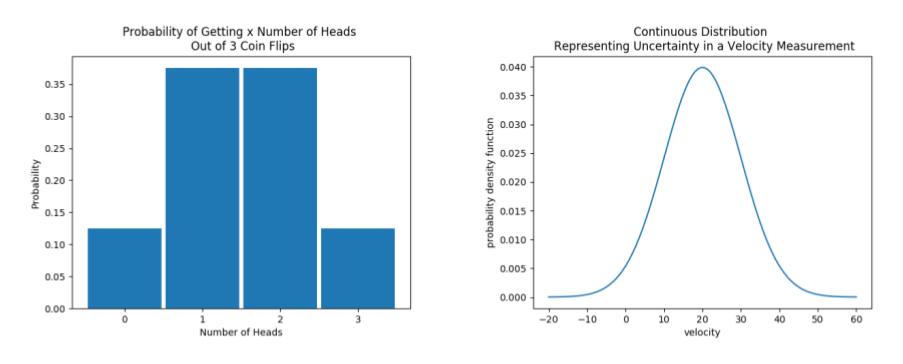 Probability of Getting x Number of Heads
Out of 3 Coin Flips
Probability
0.35
0.30
0.25
0.20
0.15
0.10
0.05
0.00
0 1 2 3
Number of Heads
Continuous Distribution
Representing Uncertainty in a Velocity Measurement
probability density function
0.040
0.035
0.030
0.025
0.020
0.015
0.010
0.005
0.000
−20 −10 0 10 20 30 40 50 60
velocity